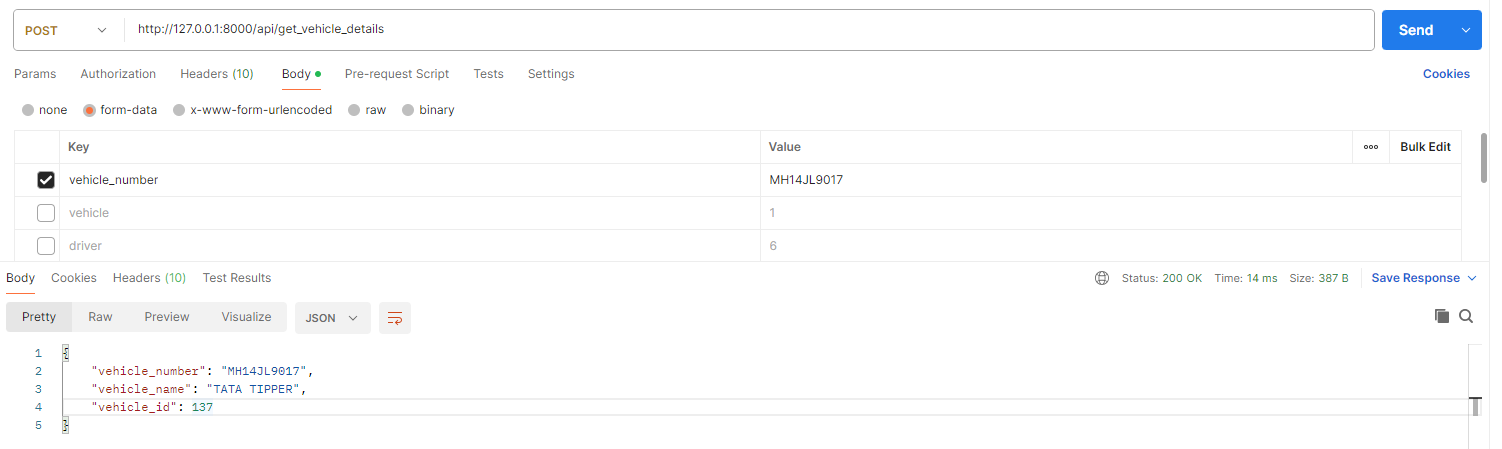 POST http://127.0.0.1:8000/api/get_vehicle_details Send
Params Authorization Headers (10) Body Pre-request Script Tests Settings Cookies
none form-data x-www-form-urlencoded raw binary
Key Value Bulk Edit
vehicle_number MH14JL9017
vehicle 1
driver 6
Body Cookies Headers (10) Test Results Status: 200 OK Time: 14 ms Size: 387 B Save Response
Pretty Raw Preview Visualize JSON
1 {
2 "vehicle_number": "MH14JL9017",
3 "vehicle_name": "TATA TIPPER",
4 "vehicle_id": 137
5 }